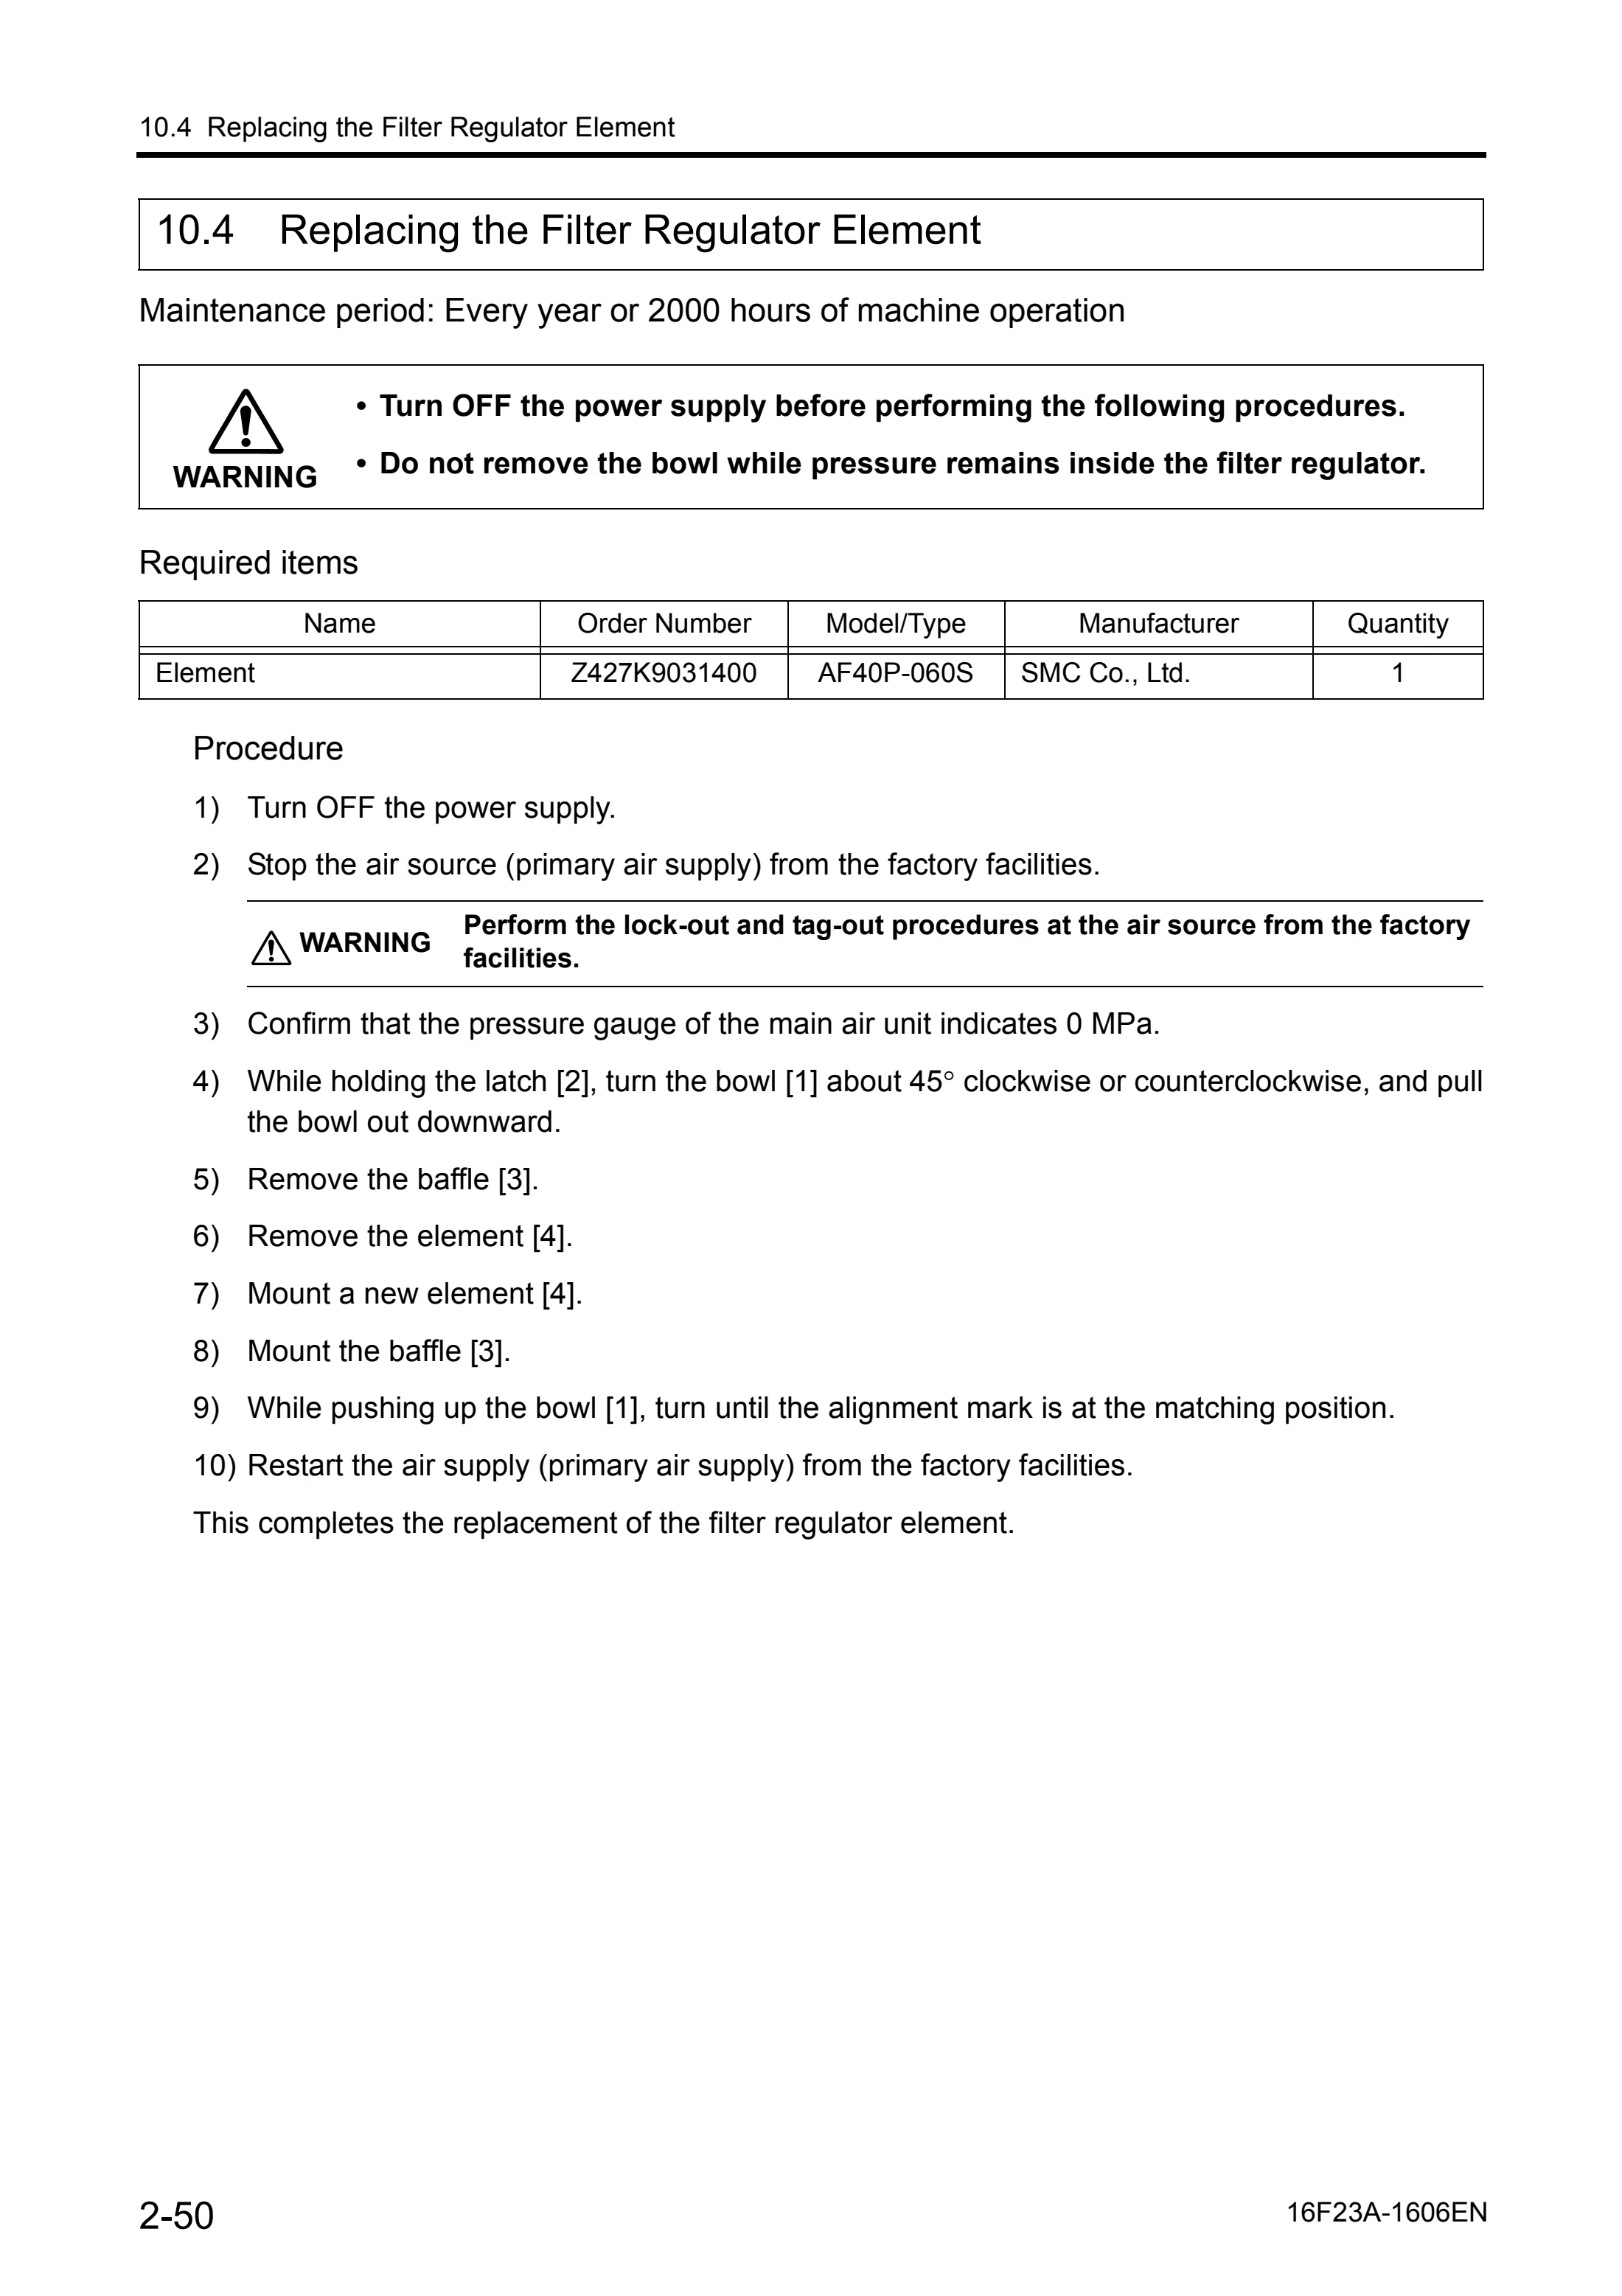 10.4 Replacing the Filter Regulator Element
10.4 Replacing the Filter Regulator Element
Maintenance period: Every year or 2000 hours of machine operation
WARNING
• Turn OFF the power supply before performing the following procedures.
• Do not remove the bowl while pressure remains inside the filter regulator.
Required items
Name Order Number Model/Type Manufacturer Quantity
Element Z427K9031400 AF40P-060S SMC Co., Ltd. 1
Procedure
1) Turn OFF the power supply.
2) Stop the air source (primary air supply) from the factory facilities.
WARNING Perform the lock-out and tag-out procedures at the air source from the factory
facilities.
3) Confirm that the pressure gauge of the main air unit indicates 0 MPa.
4) While holding the latch [2], turn the bowl [1] about 45° clockwise or counterclockwise, and pull
the bowl out downward.
5) Remove the baffle [3].
6) Remove the element [4].
7) Mount a new element [4].
8) Mount the baffle [3].
9) While pushing up the bowl [1], turn until the alignment mark is at the matching position.
10) Restart the air supply (primary air supply) from the factory facilities.
This completes the replacement of the filter regulator element.
2-50
16F23A-1606EN